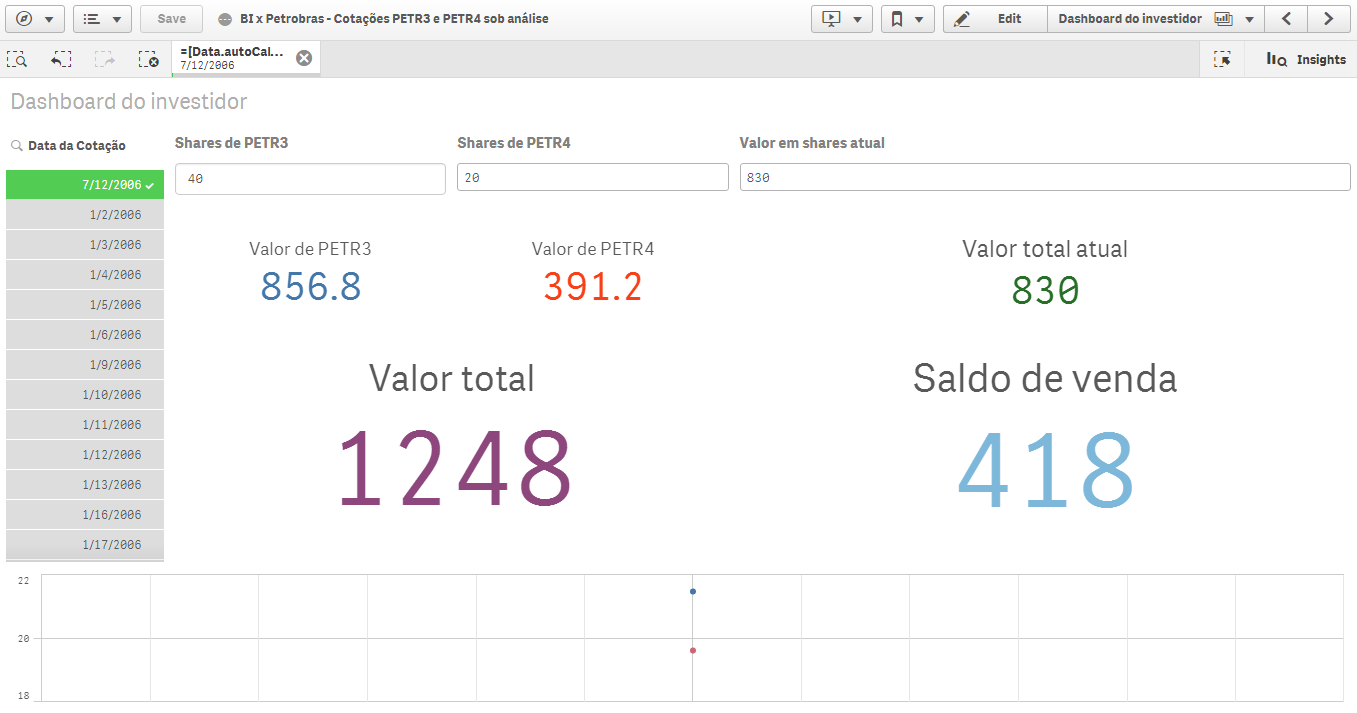 Save
BI x Petrobras - Cotações PETR3 e PETR4 sob análise
Edit
Dashboard do investidor
=[Data.autoCal...
7/12/2006
Insights
Dashboard do investidor
Data da Cotação
7/12/2006
1/2/2006
1/3/2006
1/4/2006
1/5/2006
1/6/2006
1/9/2006
1/10/2006
1/11/2006
1/12/2006
1/13/2006
1/16/2006
1/17/2006
Shares de PETR3
40
Shares de PETR4
20
Valor em shares atual
830
Valor de PETR3
856.8
Valor de PETR4
391.2
Valor total atual
830
Valor total
1248
Saldo de venda
418
22
20
18